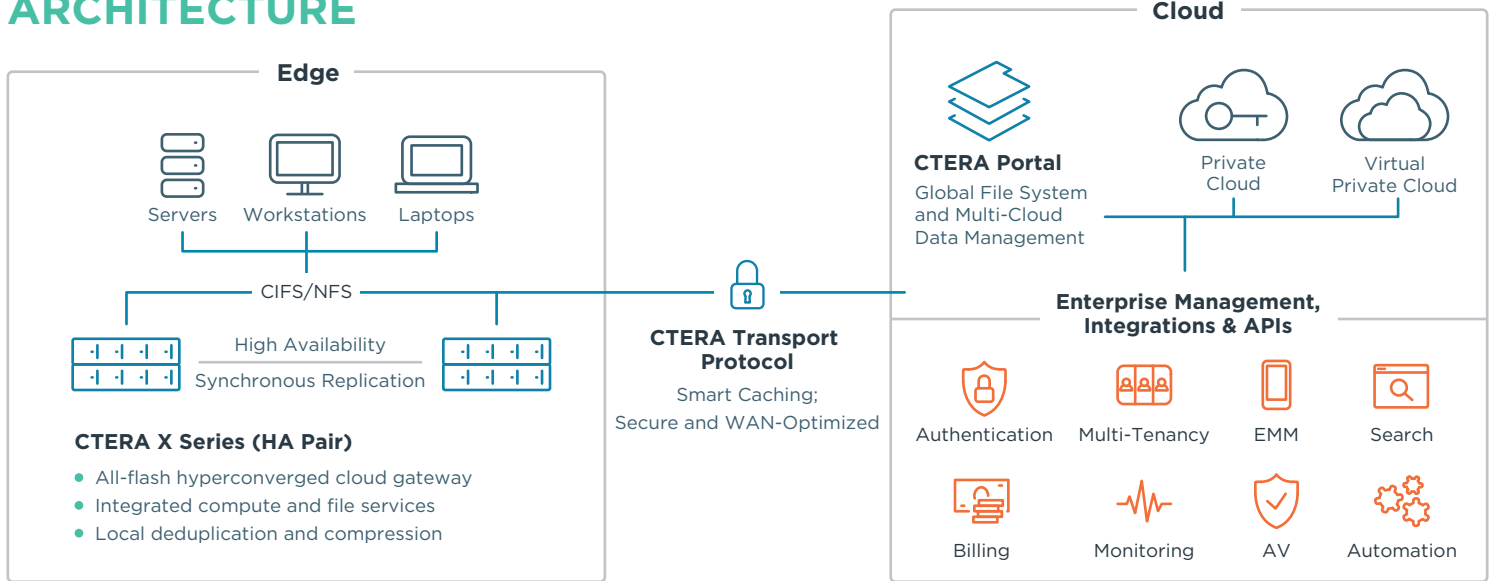 ARCHITECTURE
Edge
Servers
Workstations
Laptops
CIFS/NFS
High Availability
Synchronous Replication
CTERA X Series (HA Pair)
All-flash hyperconverged cloud gateway
Integrated compute and file services
Local deduplication and compression
CTERA Transport
Protocol
Smart Caching;
Secure and WAN-Optimized
Cloud
CTERA Portal
Global File System
and Multi-Cloud
Data Management
Private
Cloud
Virtual
Private Cloud
Enterprise Management,
Integrations & APIs
Authentication
Multi-Tenancy
EMM
Search
Billing
Monitoring
AV
Automation